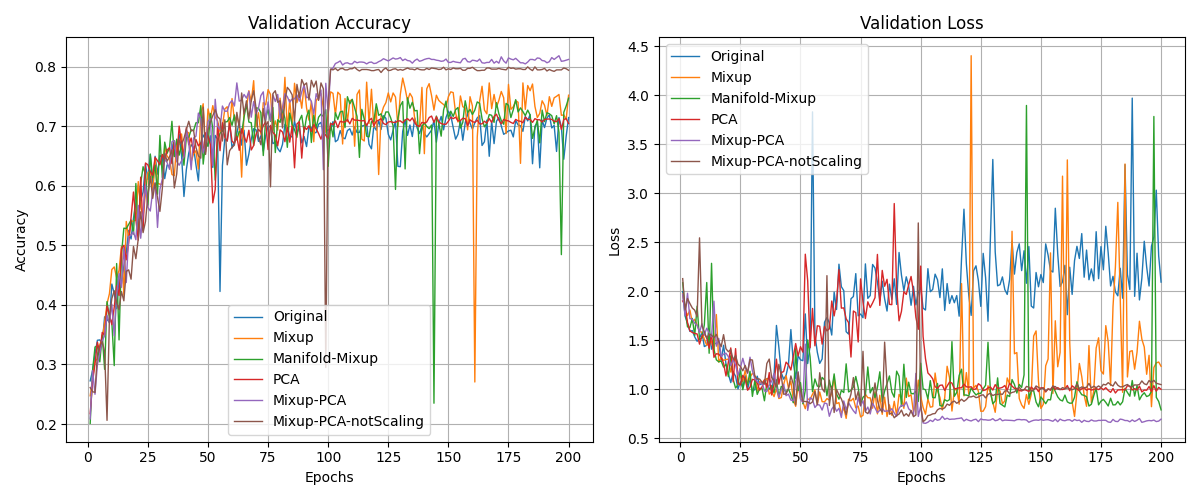 Validation Accuracy
Accuracy
0.8
0.7
0.6
0.5
0.4
0.3
0.2
Original
Mixup
Manifold-Mixup
PCA
Mixup-PCA
Mixup-PCA-notScaling
0 25 50 75 100 125 150 175 200
Epochs
Validation Loss
Loss
4.5
4.0
3.5
3.0
2.5
2.0
1.5
1.0
0.5
Original
Mixup
Manifold-Mixup
PCA
Mixup-PCA
Mixup-PCA-notScaling
0 25 50 75 100 125 150 175 200
Epochs